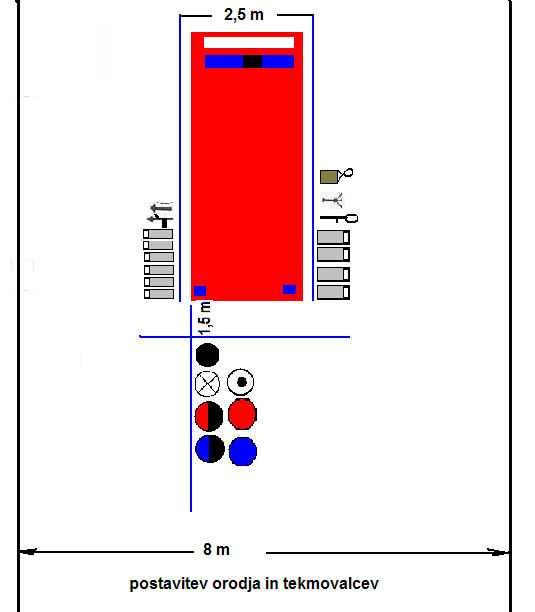 2,5 m
1,5 m
8 m
postavitev orodja in tekmovalcev